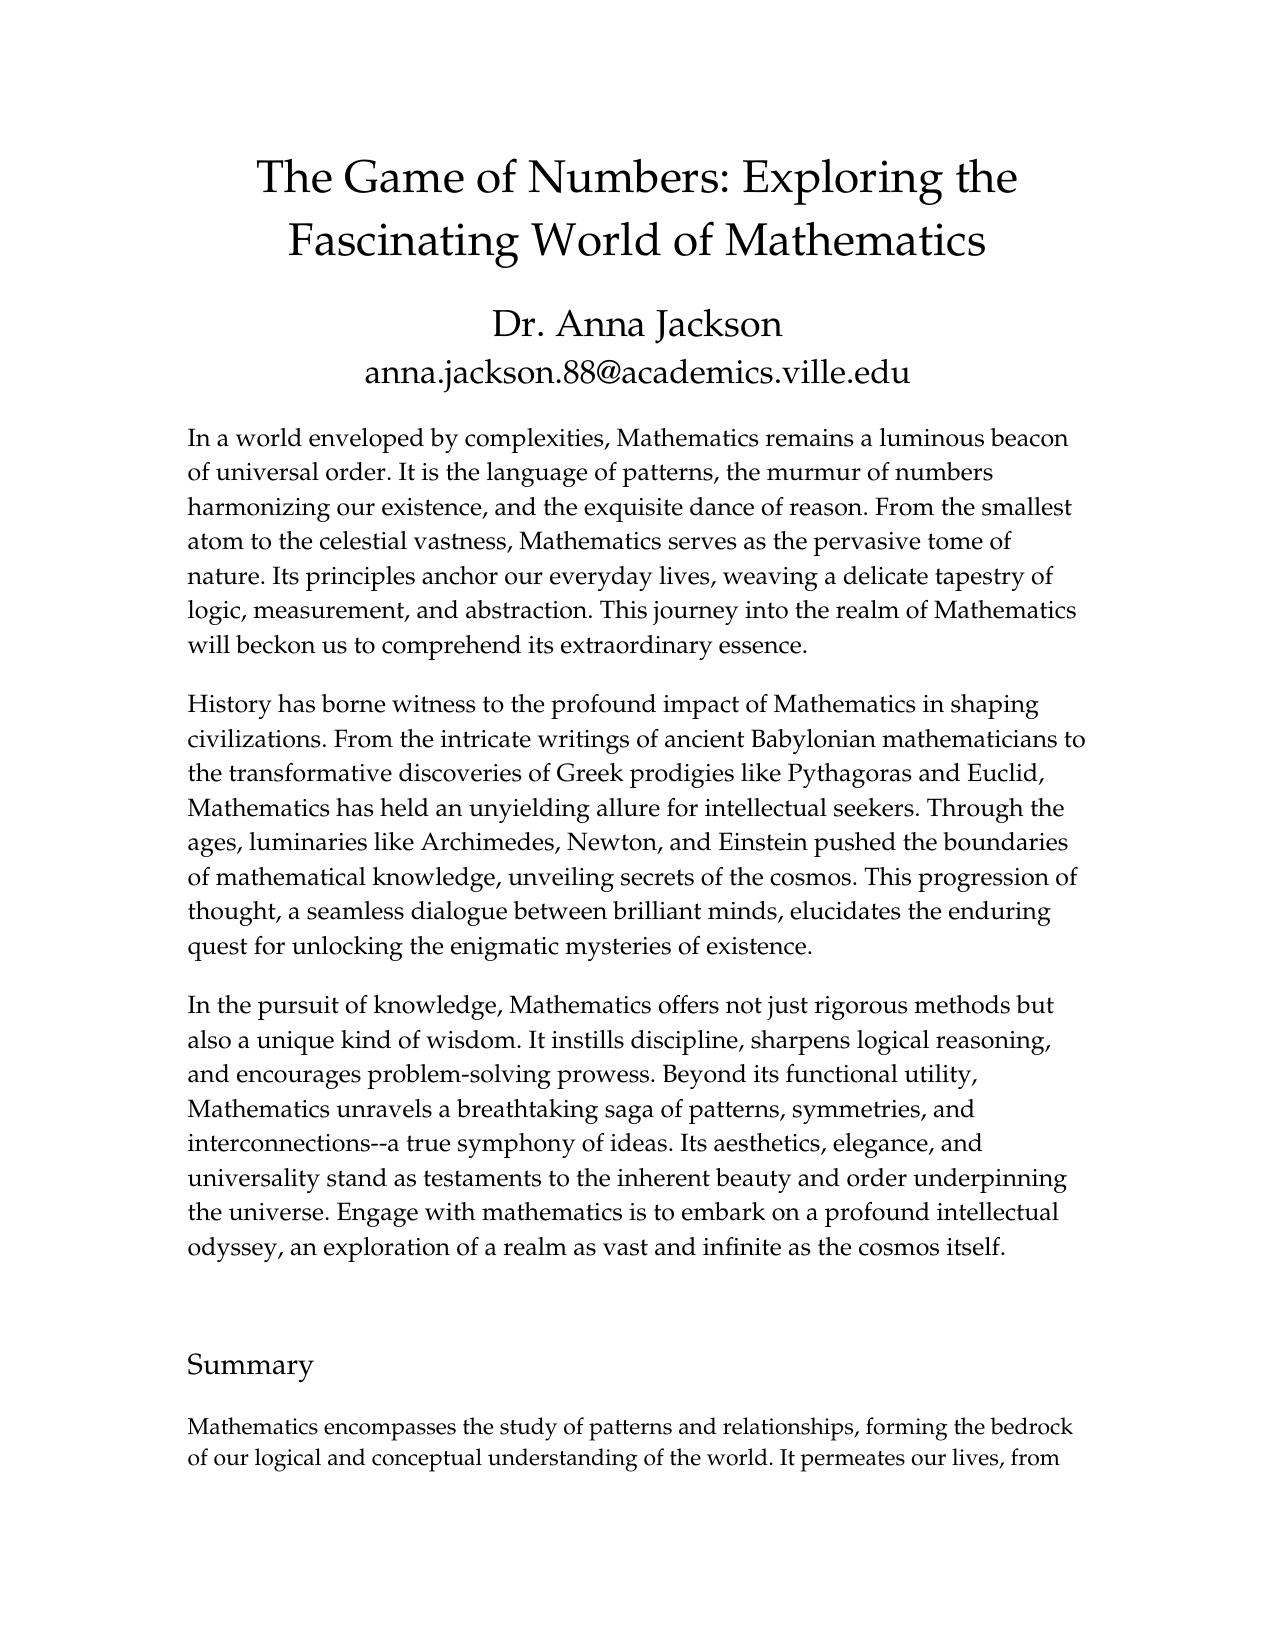 The Game of Numbers: Exploring the
Fascinating World of Mathematics
Dr. Anna Jackson
anna.jackson.88@academics.ville.edu
In a world enveloped by complexities, Mathematics remains a luminous beacon
of universal order. It is the language of patterns, the murmur of numbers
harmonizing our existence, and the exquisite dance of reason. From the smallest
atom to the celestial vastness, Mathematics serves as the pervasive tome of
nature. Its principles anchor our everyday lives, weaving a delicate tapestry of
logic, measurement, and abstraction. This journey into the realm of Mathematics
will beckon us to comprehend its extraordinary essence.
History has borne witness to the profound impact of Mathematics in shaping
civilizations. From the intricate writings of ancient Babylonian mathematicians to
the transformative discoveries of Greek prodigies like Pythagoras and Euclid,
Mathematics has held an unyielding allure for intellectual seekers. Through the
ages, luminaries like Archimedes, Newton, and Einstein pushed the boundaries
of mathematical knowledge, unveiling secrets of the cosmos. This progression of
thought, a seamless dialogue between brilliant minds, elucidates the enduring
quest for unlocking the enigmatic mysteries of existence.
In the pursuit of knowledge, Mathematics offers not just rigorous methods but
also a unique kind of wisdom. It instills discipline, sharpens logical reasoning,
and encourages problem-solving prowess. Beyond its functional utility,
Mathematics unravels a breathtaking saga of patterns, symmetries, and
interconnections--a true symphony of ideas. Its aesthetics, elegance, and
universality stand as testaments to the inherent beauty and order underpinning
the universe. Engage with mathematics is to embark on a profound intellectual
odyssey, an exploration of a realm as vast and infinite as the cosmos itself.
Summary
Mathematics encompasses the study of patterns and relationships, forming the bedrock
of our logical and conceptual understanding of the world. It permeates our lives, from